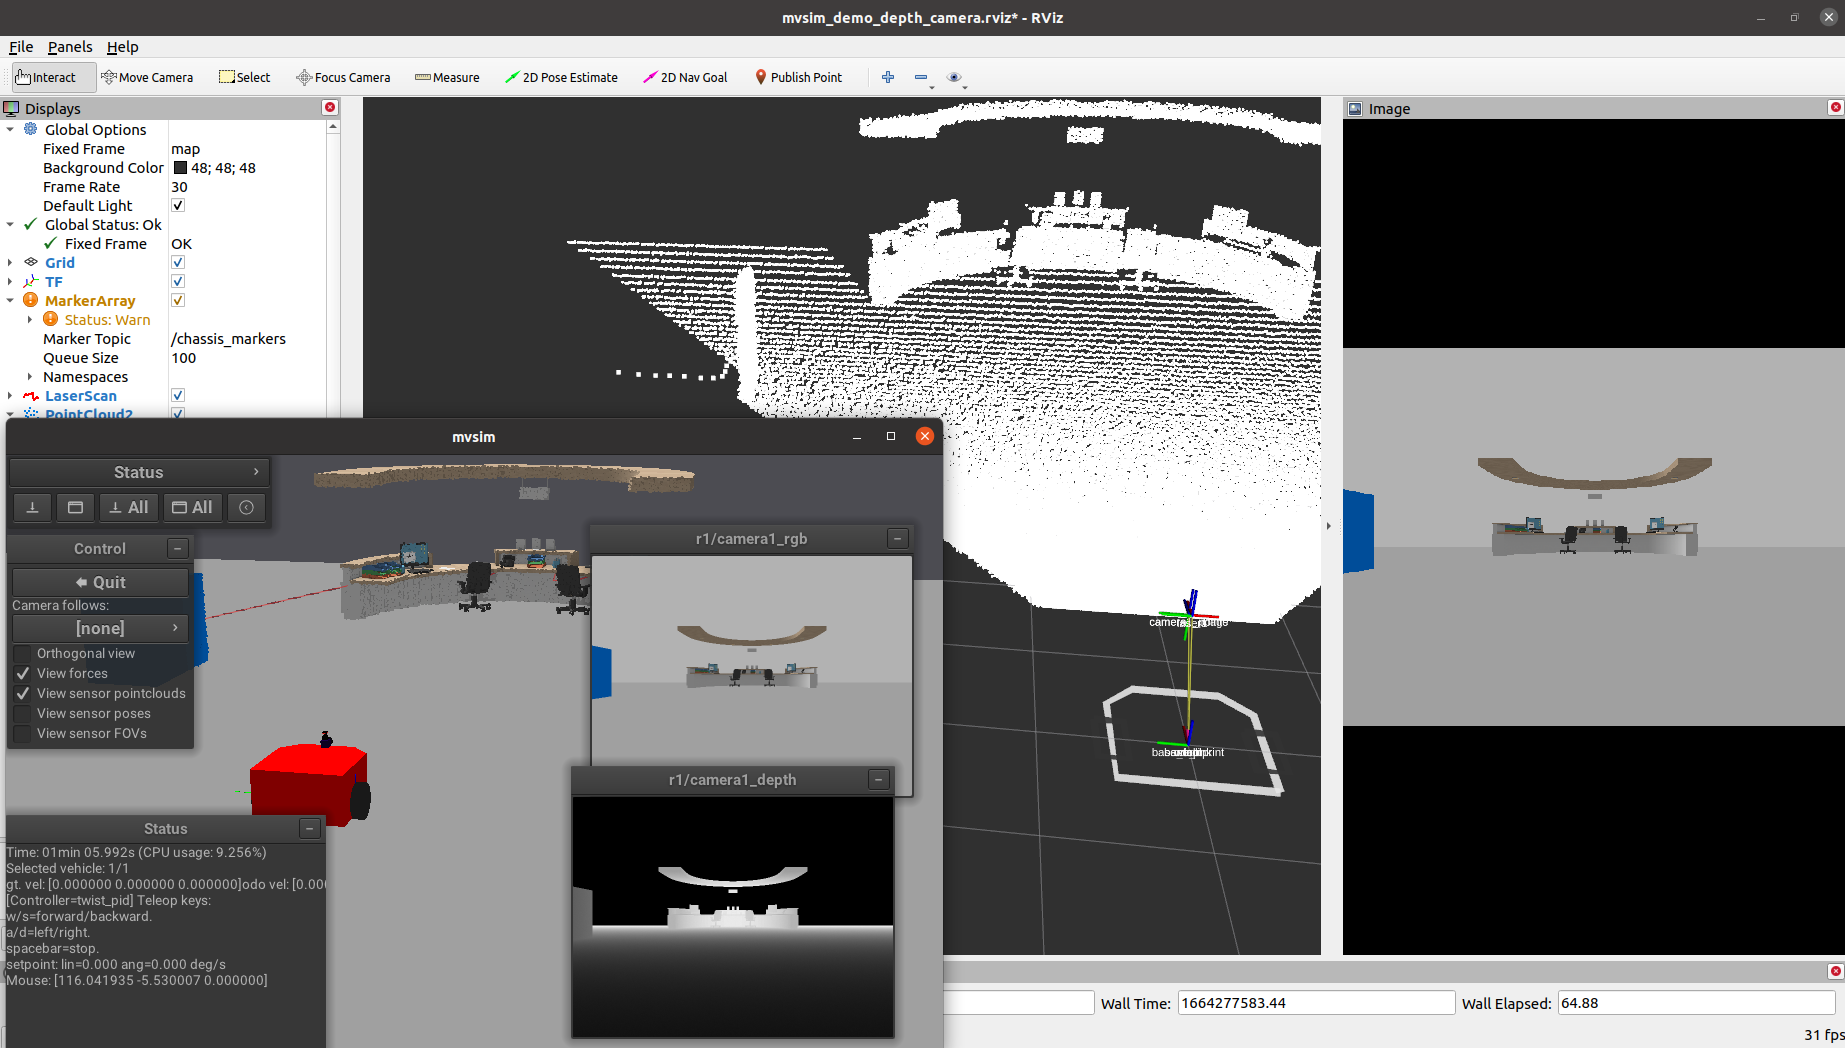 mvsim_demo_depth_camera.rviz* - RViz
File Panels Help
Interact Move Camera Select Focus Camera Measure 2D Pose Estimate 2D Nav Goal Publish Point
Displays
Global Options
Fixed Frame map
Background Color 48; 48; 48
Frame Rate 30
Default Light
Global Status: Ok
Fixed Frame OK
Grid
TF
MarkerArray
Status: Warn
Marker Topic /chassis_markers
Queue Size 100
Namespaces
LaserScan
PointCloud2
Image
mvsim
Status
All All
Control
Quit
Camera follows:
[none]
Orthogonal view
View forces
View sensor pointclouds
View sensor poses
View sensor FOVs
r1/camera1_rgb
r1/camera1_depth
Status
Time: 01min 05.992s (CPU usage: 9.256%)
Selected vehicle: 1/1
gt. vel: [0.000000 0.000000 0.000000]odo vel: [0.00
[Controller=twist_pid] Teleop keys:
w/s=forward/backward.
a/d=left/right.
spacebar=stop.
setpoint: lin=0.000 ang=0.000 deg/s
Mouse: [116.041935 -5.530007 0.000000]
Wall Time: 1664277583.44 Wall Elapsed: 64.88
31 fps